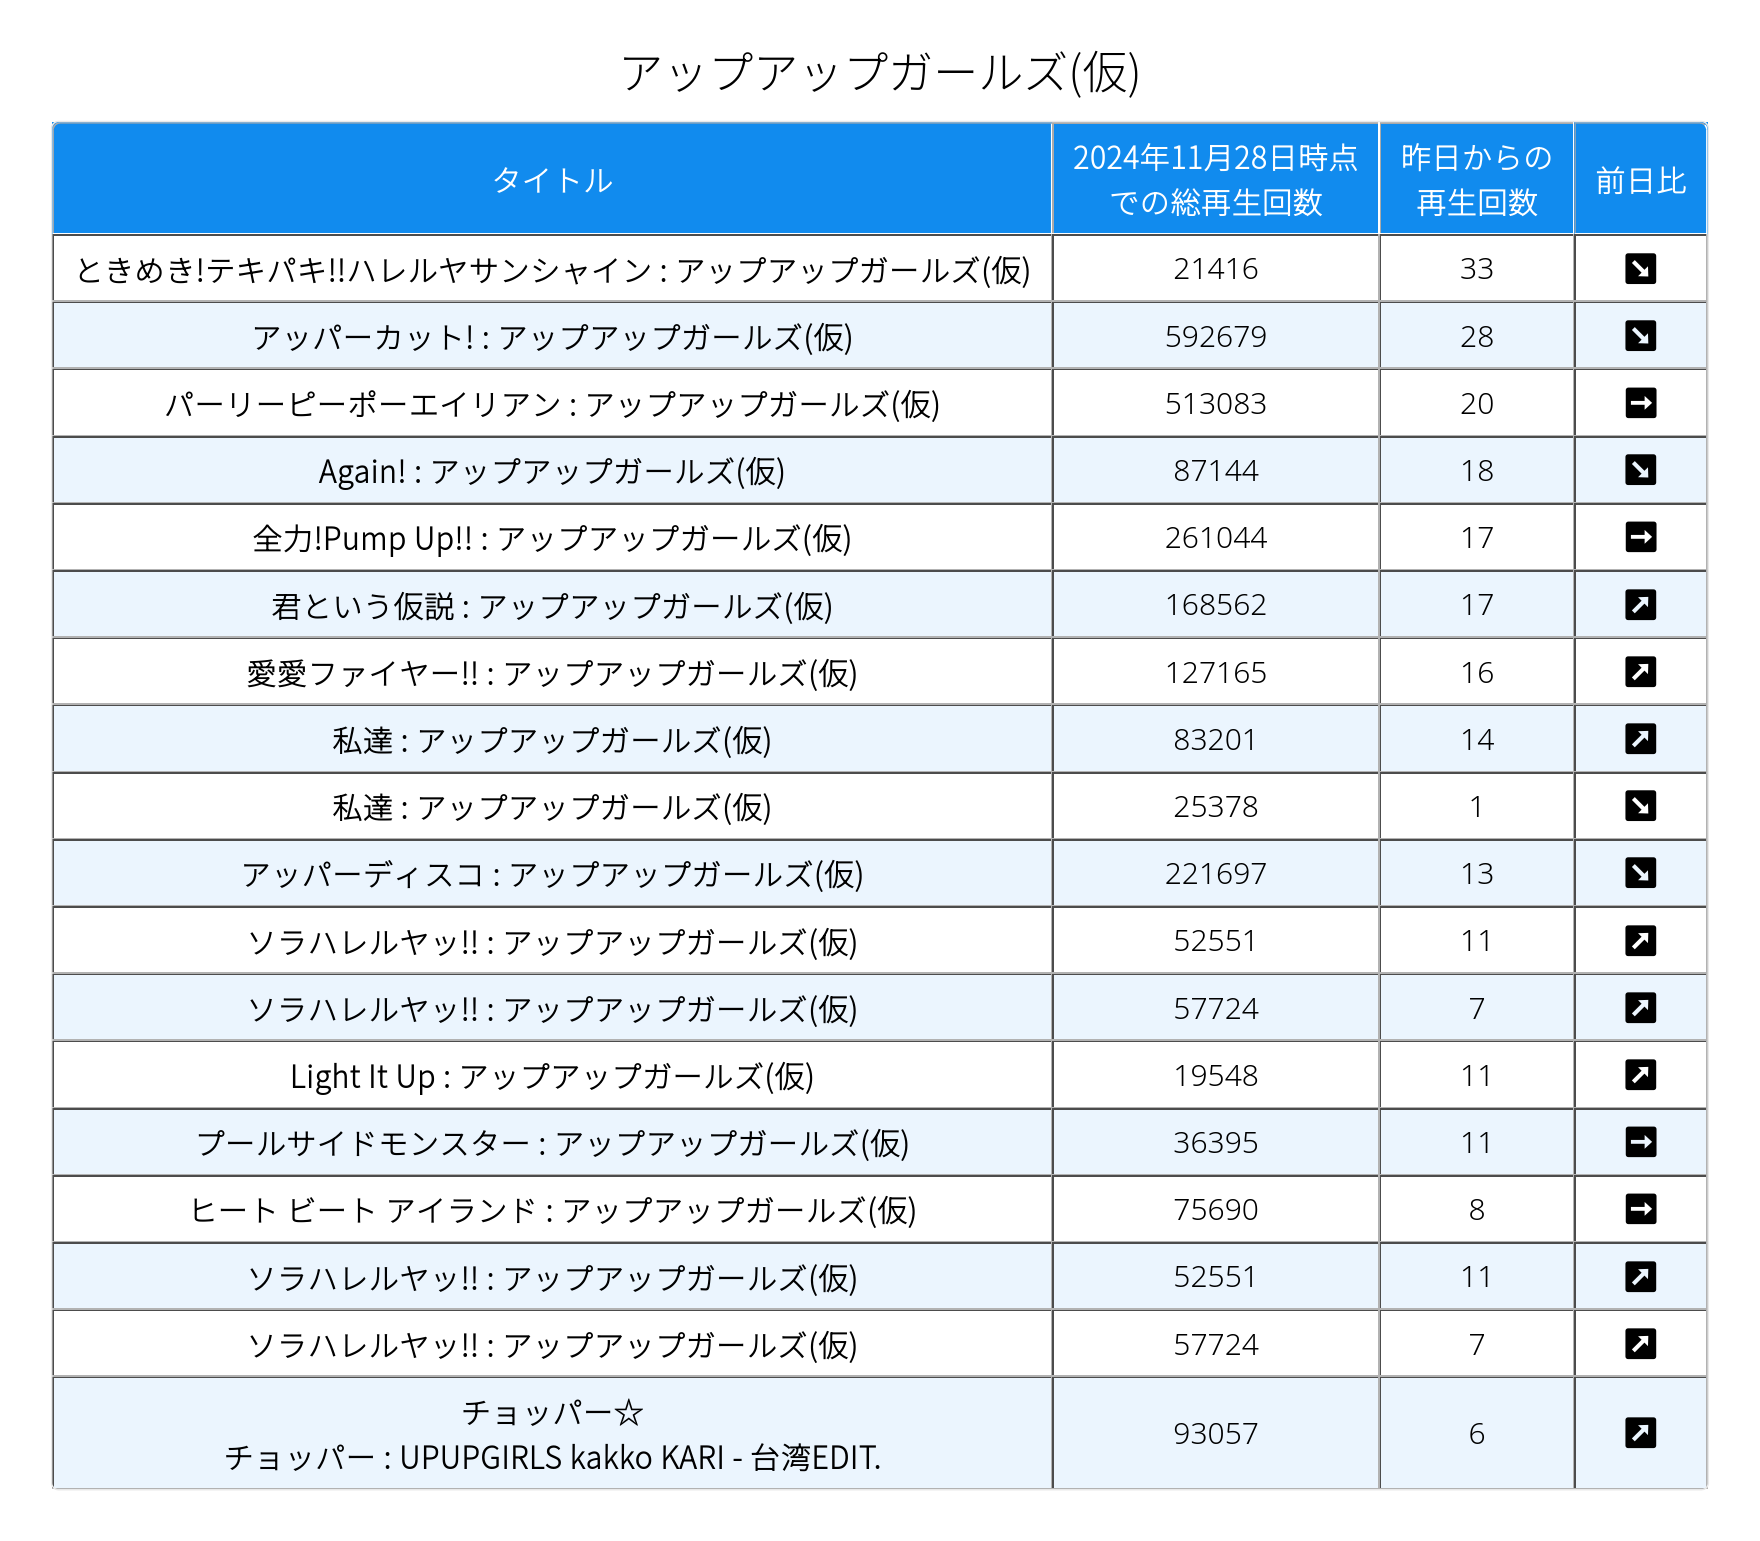 アップアップガールズ(仮)
タイトル
2024年11月28日時点
での総再生回数
昨日からの
再生回数
前日比
ときめき!テキパキ!!ハレルヤサンシャイン : アップアップガールズ(仮) 21416 33 ↘
アッパーカット! : アップアップガールズ(仮) 592679 28 ↘
パーリーピーポーエイリアン : アップアップガールズ(仮) 513083 20 →
Again! : アップアップガールズ(仮) 87144 18 ↘
全力!Pump Up!! : アップアップガールズ(仮) 261044 17 →
君という仮説 : アップアップガールズ(仮) 168562 17 ↗
愛愛ファイヤー!! : アップアップガールズ(仮) 127165 16 ↗
私達 : アップアップガールズ(仮) 83201 14 ↗
私達 : アップアップガールズ(仮) 25378 1 ↘
アッパーディスコ : アップアップガールズ(仮) 221697 13 ↘
ソラハレルヤッ!! : アップアップガールズ(仮) 52551 11 ↗
ソラハレルヤッ!! : アップアップガールズ(仮) 57724 7 ↗
Light It Up : アップアップガールズ(仮) 19548 11 ↗
プールサイドモンスター : アップアップガールズ(仮) 36395 11 →
ヒート ビート アイランド : アップアップガールズ(仮) 75690 8 →
ソラハレルヤッ!! : アップアップガールズ(仮) 52551 11 ↗
ソラハレルヤッ!! : アップアップガールズ(仮) 57724 7 ↗
チョッパー☆
チョッパー : UPUPGIRLS kakko KARI - 台湾EDIT. 93057 6 ↗